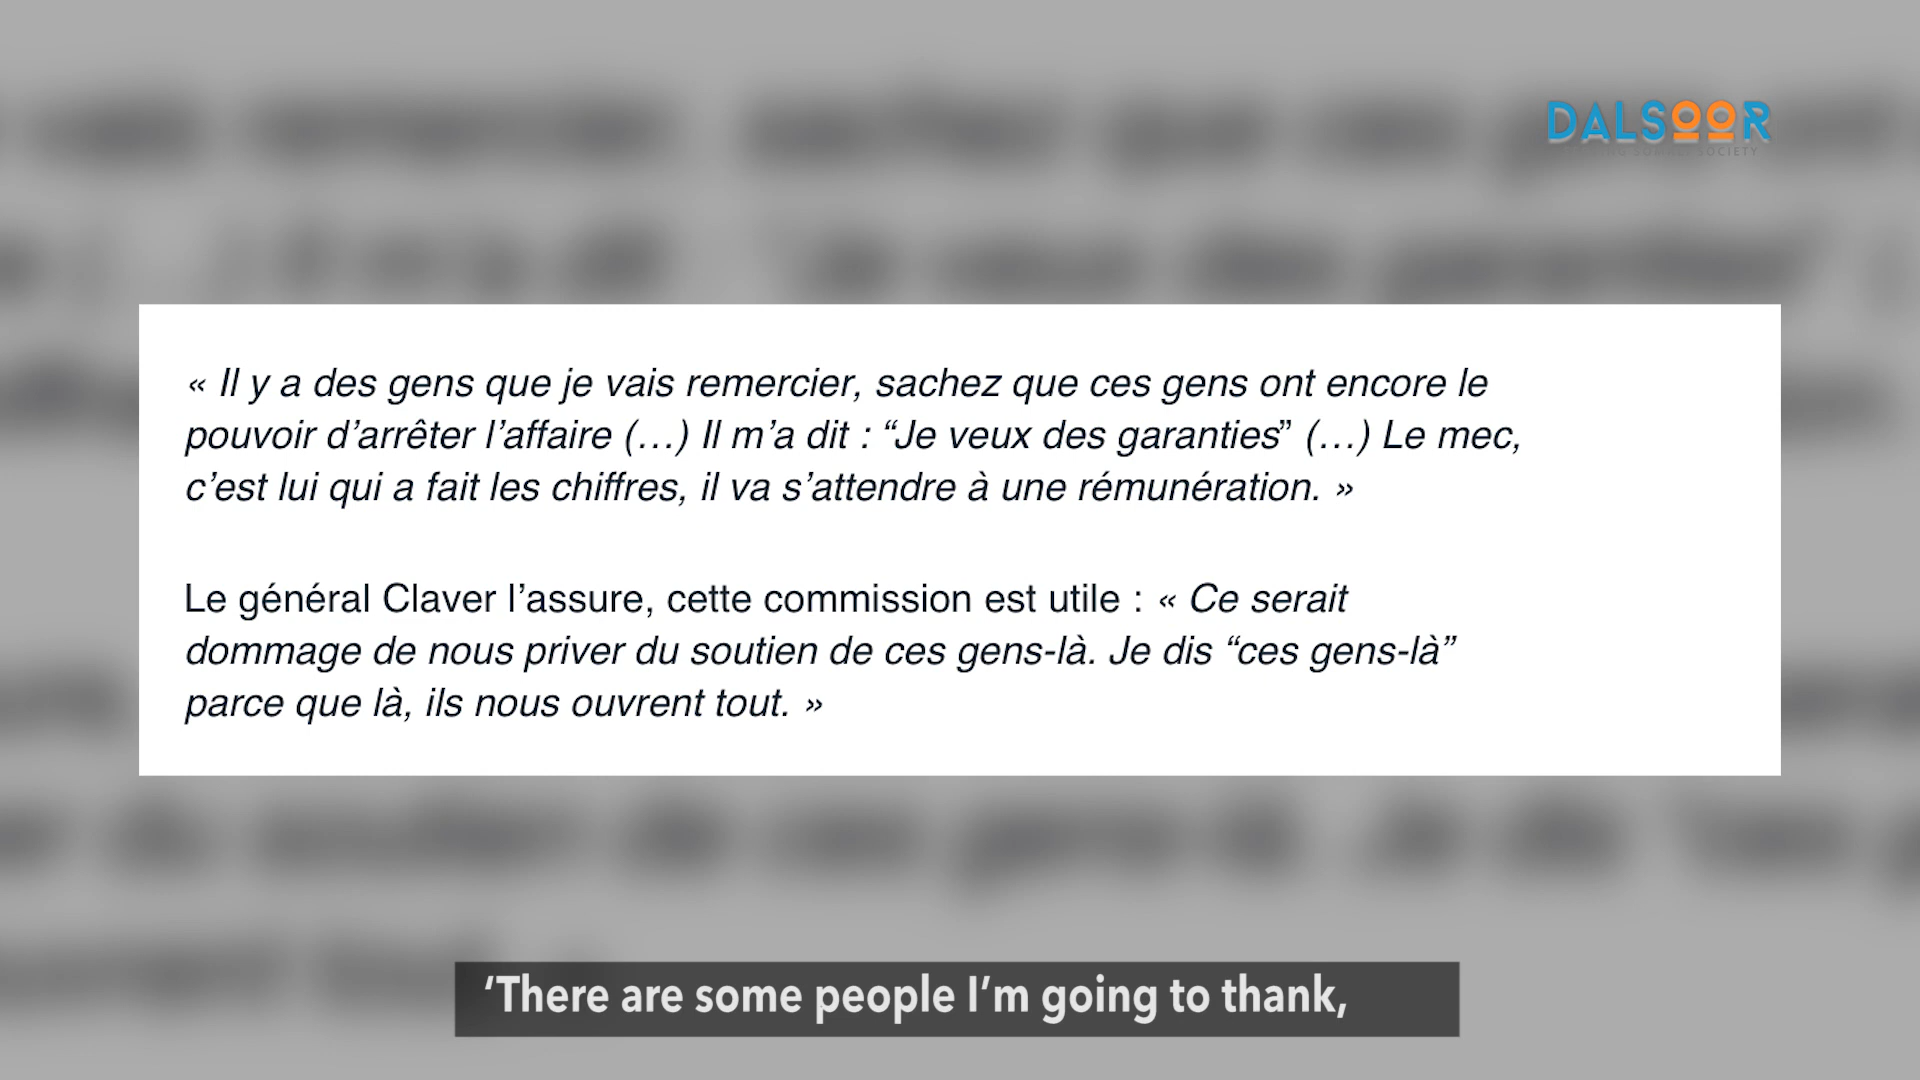 DALSOOR
SOCIETY
« Il y a des gens que je vais remercier, sachez que ces gens ont encore le
pouvoir d’arrêter l’affaire (…) Il m’a dit : “Je veux des garanties” (…) Le mec,
c’est lui qui a fait les chiffres, il va s’attendre à une rémunération. »
Le général Claver l’assure, cette commission est utile : « Ce serait
dommage de nous priver du soutien de ces gens-là. Je dis “ces gens-là”
parce que là, ils nous ouvrent tout. »
‘There are some people I’m going to thank,